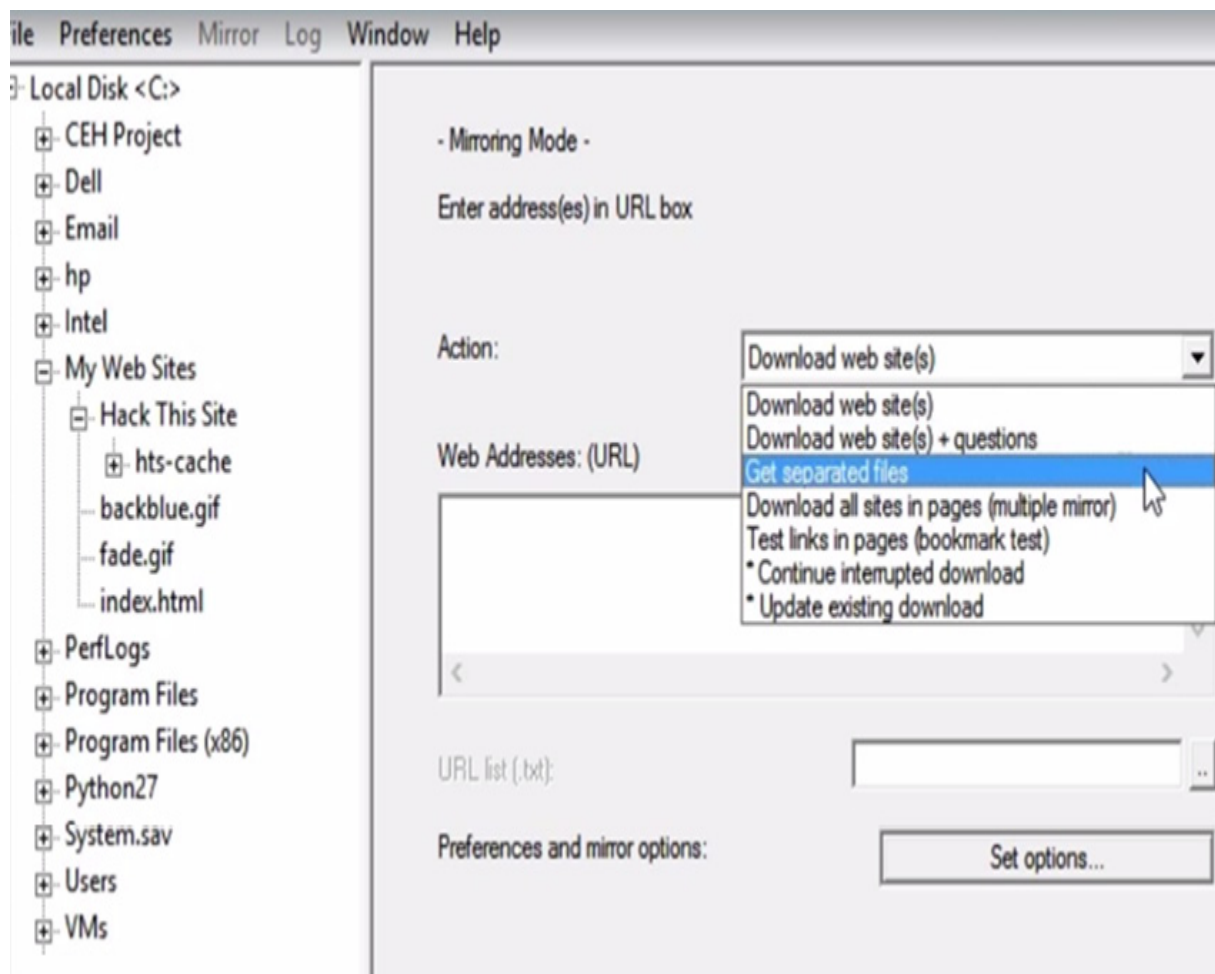 ile Preferences Mirror Log Window Help
Local Disk <C:>
CEH Project
Dell
Email
hp
Intel
My Web Sites
Hack This Site
hts-cache
backblue.gif
fade.gif
index.html
PerfLogs
Program Files
Program Files (x86)
Python27
System.sav
Users
VMs
- Mirroring Mode -
Enter address(es) in URL box
Action:
Download web site(s)
Download web site(s)
Download web site(s) + questions
Get separated files
Download all sites in pages (multiple mirror)
Test links in pages (bookmark test)
* Continue interrupted download
* Update existing download
Web Addresses: (URL)
URL list (.txt):
..
Preferences and mirror options:
Set options...